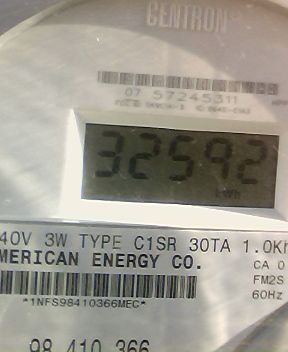 CENTRON®
07 57245311
32592
kWh
40V 3W TYPE C1SR 30TA 1.0Kh
MERICAN ENERGY CO.
CA 0
FM2S
*1NFS98410366MEC*
60Hz
98 410 366